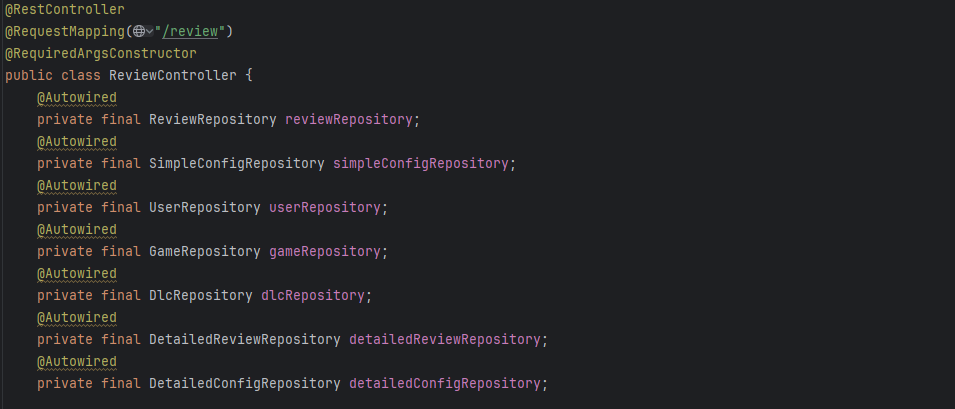 @RestController
@RequestMapping("/review")
@RequiredArgsConstructor
public class ReviewController {
    @Autowired
    private final ReviewRepository reviewRepository;
    @Autowired
    private final SimpleConfigRepository simpleConfigRepository;
    @Autowired
    private final UserRepository userRepository;
    @Autowired
    private final GameRepository gameRepository;
    @Autowired
    private final DlcRepository dlcRepository;
    @Autowired
    private final DetailedReviewRepository detailedReviewRepository;
    @Autowired
    private final DetailedConfigRepository detailedConfigRepository;